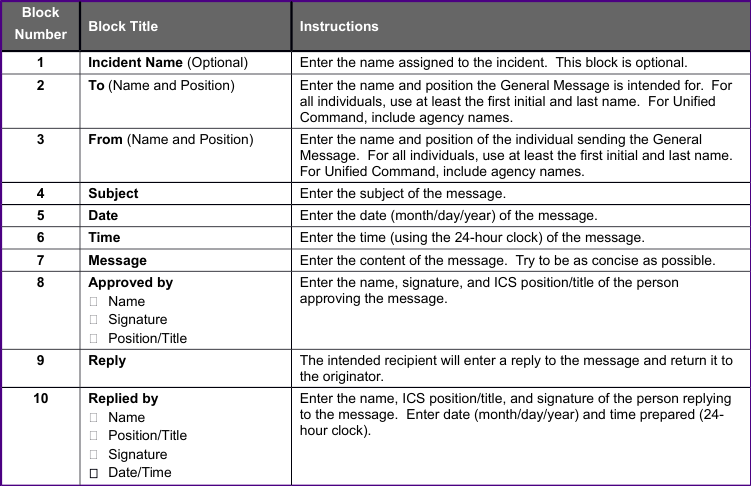 Block Number Block Title Instructions
1 Incident Name (Optional) Enter the name assigned to the incident.  This block is optional.
2 To (Name and Position) Enter the name and position the General Message is intended for.  For
all individuals, use at least the first initial and last name.  For Unified
Command, include agency names.
3 From (Name and Position) Enter the name and position of the individual sending the General
Message.  For all individuals, use at least the first initial and last name.
For Unified Command, include agency names.
4 Subject Enter the subject of the message.
5 Date Enter the date (month/day/year) of the message.
6 Time Enter the time (using the 24-hour clock) of the message.
7 Message Enter the content of the message.  Try to be as concise as possible.
8 Approved by Enter the name, signature, and ICS position/title of the person
approving the message.
□ Name
□ Signature
□ Position/Title
9 Reply The intended recipient will enter a reply to the message and return it to
the originator.
10 Replied by Enter the name, ICS position/title, and signature of the person replying
to the message.  Enter date (month/day/year) and time prepared (24-
hour clock).
□ Name
□ Position/Title
□ Signature
□ Date/Time